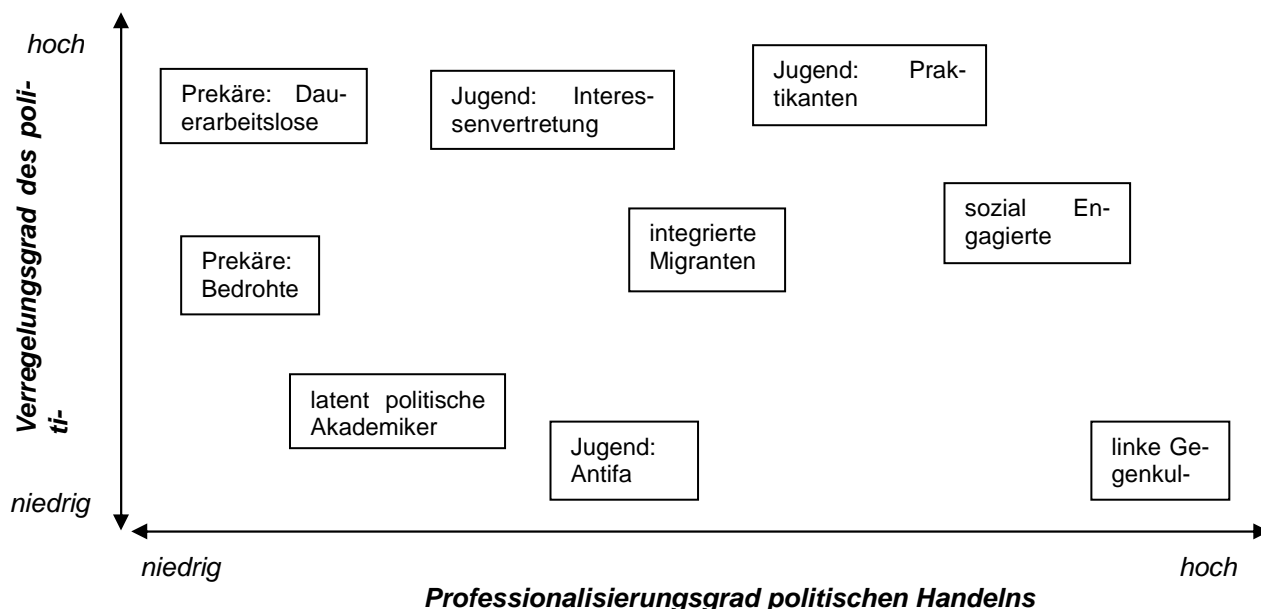 hoch
Verregelungsgrad des poli-
ti-
niedrig
Prekäre: Dau-
erarbeitslose
Jugend: Interes-
senvertretung
Jugend: Prak-
tikanten
sozial En-
gagierte
integrierte
Migranten
Prekäre:
Bedrohte
latent politische
Akademiker
Jugend:
Antifa
linke Ge-
genkul-
niedrig
hoch
Professionalisierungsgrad politischen Handelns